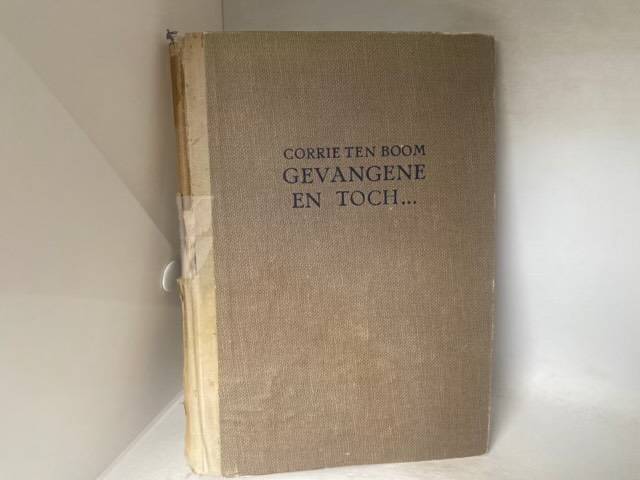 CORRIE TEN BOOM
GEVANGENE
EN TOCH...